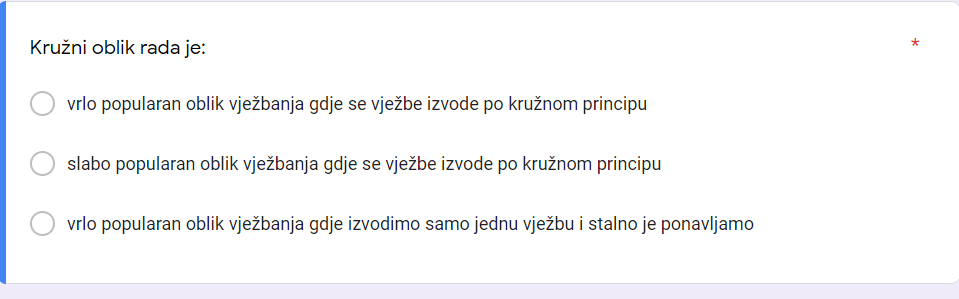 Kružni oblik rada je: *
vrlo popularan oblik vježbanja gdje se vježbe izvode po kružnom principu
slabo popularan oblik vježbanja gdje se vježbe izvode po kružnom principu
vrlo popularan oblik vježbanja gdje izvodimo samo jednu vježbu i stalno je ponavljamo